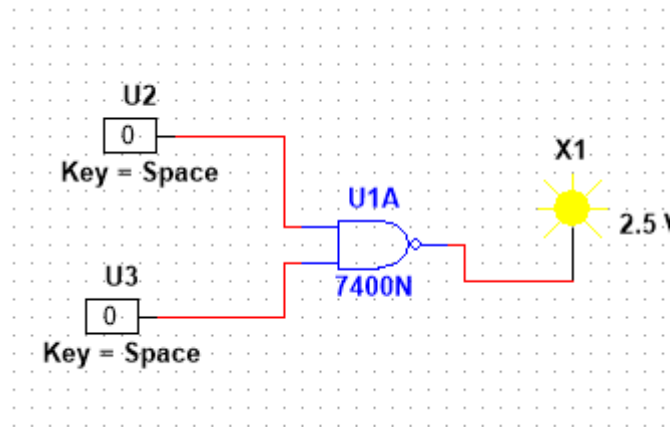 U2
0
Key = Space
X1
U1A
2.5 V
U3
7400N
0
Key = Space